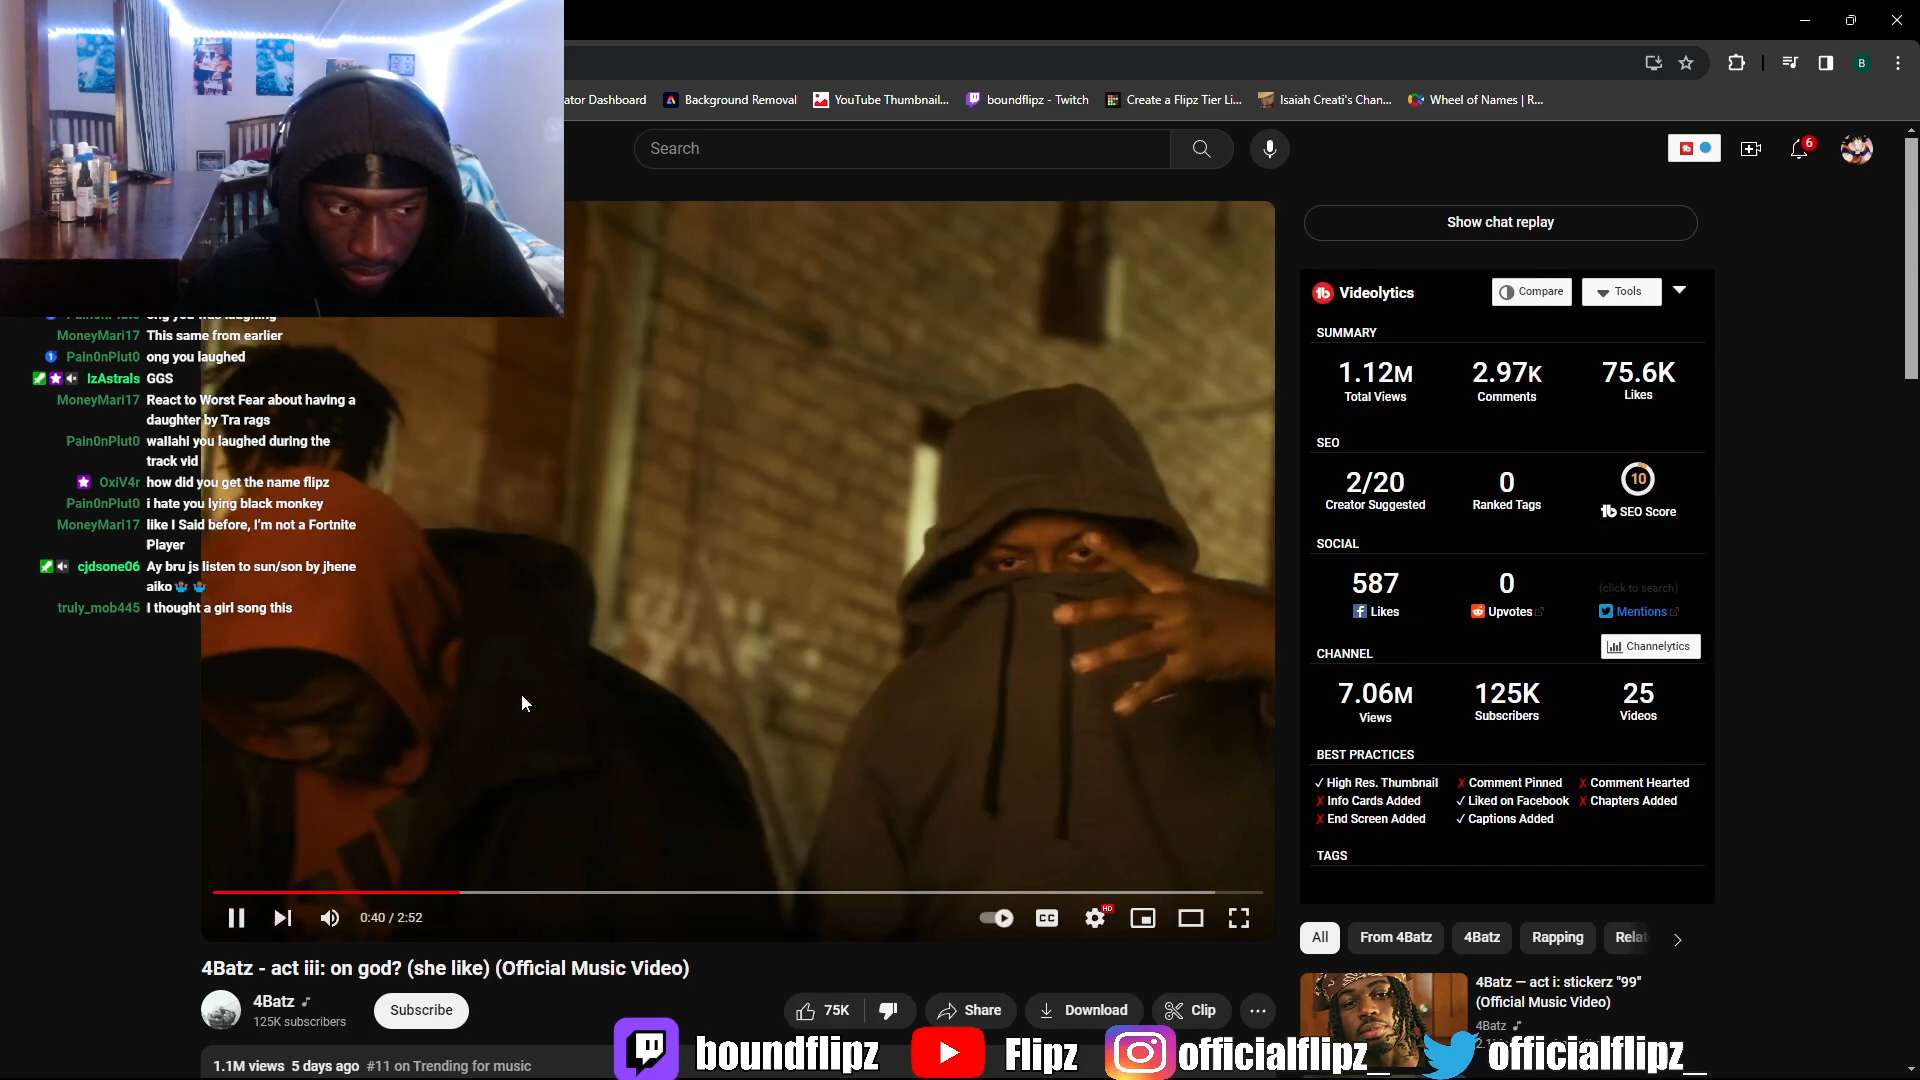 ator Dashboard
Background Removal
YouTube Thumbnail...
boundflipz - Twitch
Create a Flipz Tier Li...
Isaiah Creati's Chan...
Wheel of Names | R...
B
Search
6
Show chat replay
MoneyMari17 This same from earlier
Pain0nPlut0 ong you laughed
IzAstrals GGS
MoneyMari17 React to Worst Fear about having a
daughter by Tra rags
Pain0nPlut0 wallahi you laughed during the
track vid
OxiV4r how did you get the name flipz
Pain0nPlut0 i hate you lying black monkey
MoneyMari17 like I Said before, I'm not a Fortnite
Player
cjdsone06 Ay bru js listen to sun/son by jhene
aiko
truly_mob445 I thought a girl song this
0:40 / 2:52
CC
HD
4Batz - act iii: on god? (she like) (Official Music Video)
4Batz
125K subscribers
Subscribe
75K
Share
Download
Clip
1.1M views 5 days ago #11 on Trending for music
tb Videolytics
Compare
Tools
SUMMARY
1.12M 2.97K 75.6K
Total Views Comments Likes
SEO
2/20 0 10
Creator Suggested Ranked Tags tb SEO Score
SOCIAL
587 0 (click to search)
Likes Upvotes Mentions
CHANNEL
Channelytics
7.06M 125K 25
Views Subscribers Videos
BEST PRACTICES
✓ High Res. Thumbnail ✗ Comment Pinned ✗ Comment Hearted
✗ Info Cards Added ✓ Liked on Facebook ✗ Chapters Added
✗ End Screen Added ✓ Captions Added
TAGS
All
From 4Batz
4Batz
Rapping
Relat
4Batz — act i: stickerz "99"
(Official Music Video)
4Batz
boundflipz
Flipz
officialflipz_
officialflipz_